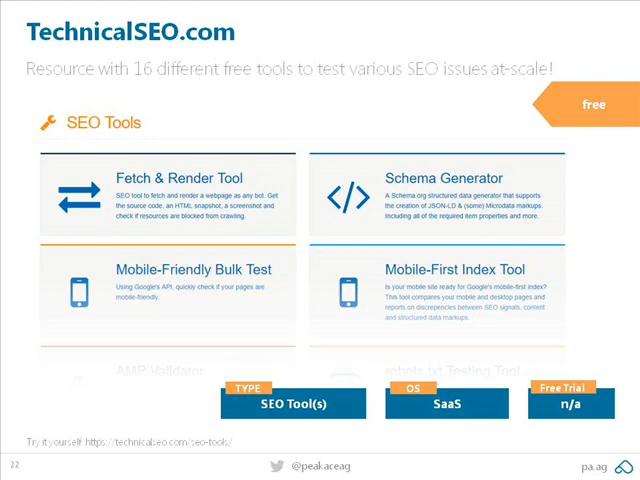 TechnicalSEO.com
Resource with 16 different free tools to test various SEO issues at-scale!
free
SEO Tools
Fetch & Render Tool
SEO tool to fetch and render a webpage as any bot. Get
the source code, an HTML snapshot, a screenshot and
check if resources are blocked from crawling.
Schema Generator
A Schema.org structured data generator that supports
the creation of JSON-LD & (some) Microdata markups.
Including all of the required item properties and more.
Mobile-Friendly Bulk Test
Using Google's API, quickly check if your pages are
mobile-friendly.
Mobile-First Index Tool
Is your mobile site ready for Google's mobile-first index?
This tool compares your mobile and desktop pages and
reports on discrepancies between SEO signals, content
and structured data markups.
AMP Validator
robots.txt Testing Tool
TYPE
SEO Tool(s)
OS
SaaS
Free Trial
n/a
Try it yourself: https://technicalseo.com/seo-tools/
22
@peakaceag
pa.ag